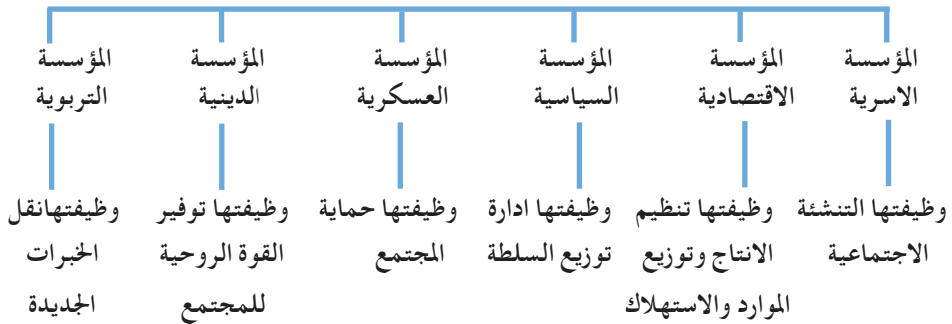 المؤسسة الاسرية
المؤسسة الاقتصادية
المؤسسة السياسية
المؤسسة العسكرية
المؤسسة الدينية
المؤسسة التربوية
وظيفتها التنشئة
الاجتماعية
وظيفتها تنظيم
الانتاج وتوزيع
الموارد والاستهلاك
وظيفتها ادارة
توزيع السلطة
وظيفتها حماية
المجتمع
وظيفتها توفير
القوة الروحية
للمجتمع
وظيفتهانقل
الخبرات
الجديدة